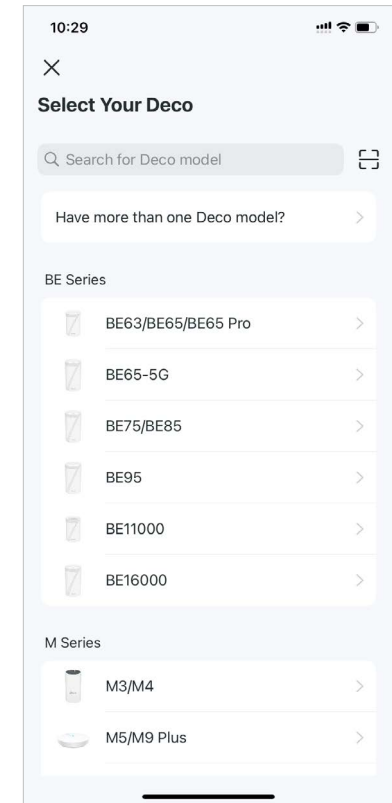 10:29
Select Your Deco
Search for Deco model
Have more than one Deco model?
BE Series
BE63/BE65/BE65 Pro
BE65-5G
BE75/BE85
BE95
BE11000
BE16000
M Series
M3/M4
M5/M9 Plus